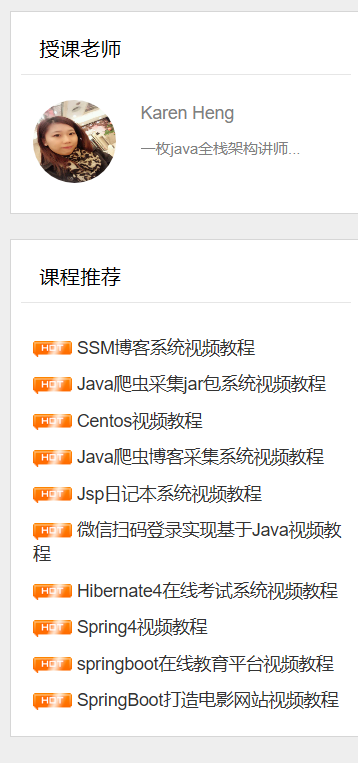 授课老师
Karen Heng
一枚java全栈架构讲师...
课程推荐
HOT SSM博客系统视频教程
HOT Java爬虫采集jar包系统视频教程
HOT Centos视频教程
HOT Java爬虫博客采集系统视频教程
HOT Jsp日记本系统视频教程
HOT 微信扫码登录实现基于Java视频教
程
HOT Hibernate4在线考试系统视频教程
HOT Spring4视频教程
HOT springboot在线教育平台视频教程
HOT SpringBoot打造电影网站视频教程